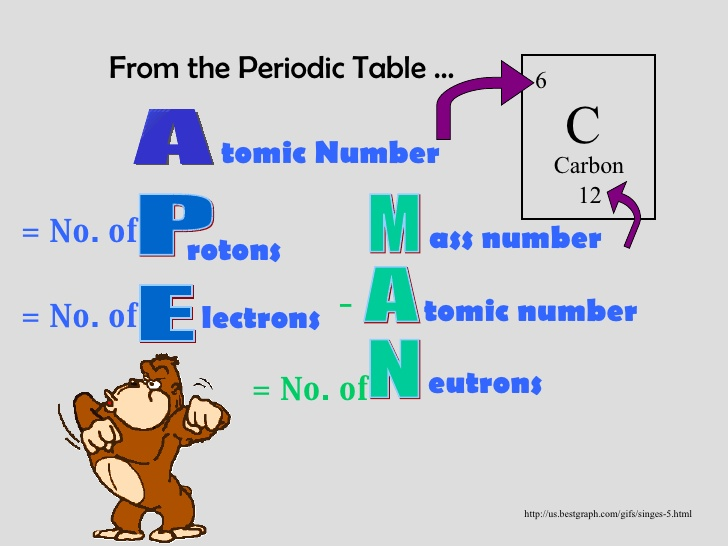 From the Periodic Table ...
6
C
Carbon
12
Atomic Number
= No. of Protons
= No. of Electrons
Mass number
– Atomic number
= No. of Neutrons
http://us.bestgraph.com/gifs/singes-5.html